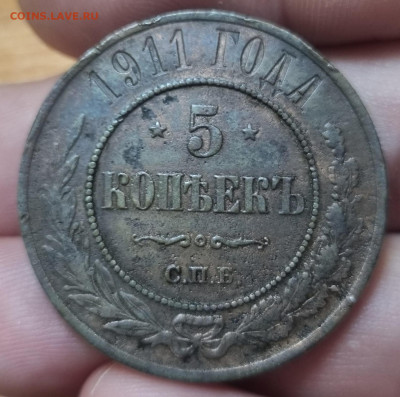 COINS.LAVE.RU
1911 ГОДА
5
КОПѢЕКЪ
С.П.Б.